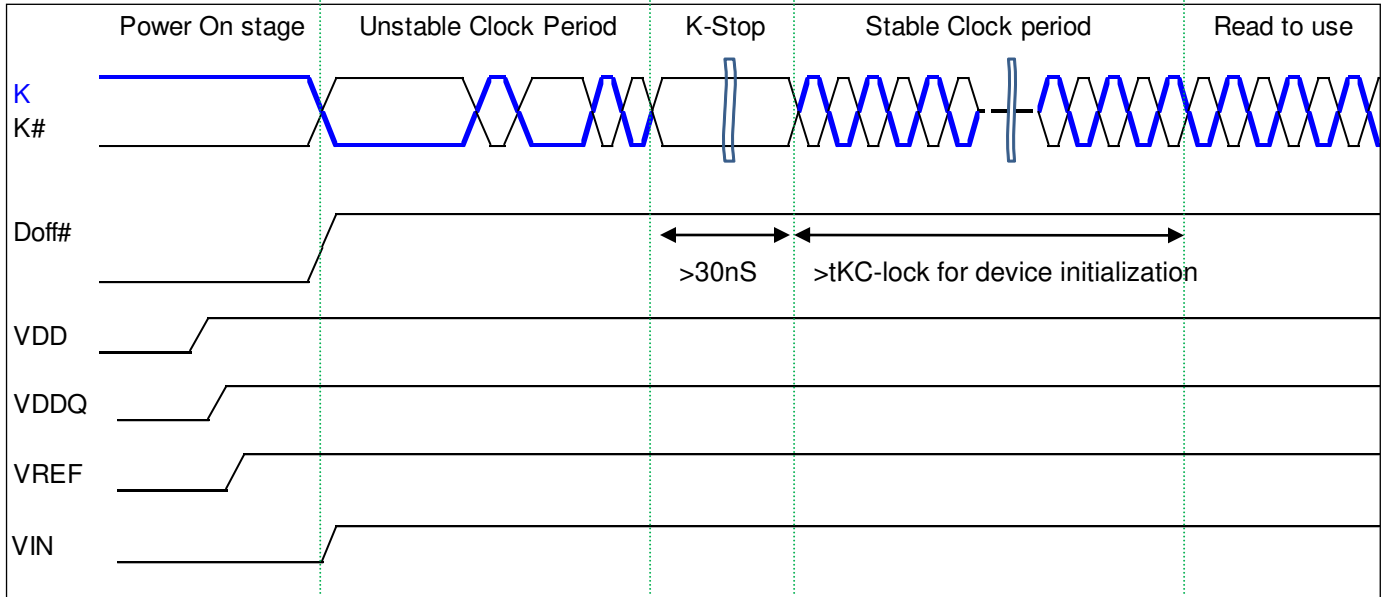 Power On stage
Unstable Clock Period
K-Stop
Stable Clock period
Read to use
K
K#
Doff#
>30nS
>tKC-lock for device initialization
VDD
VDDQ
VREF
VIN